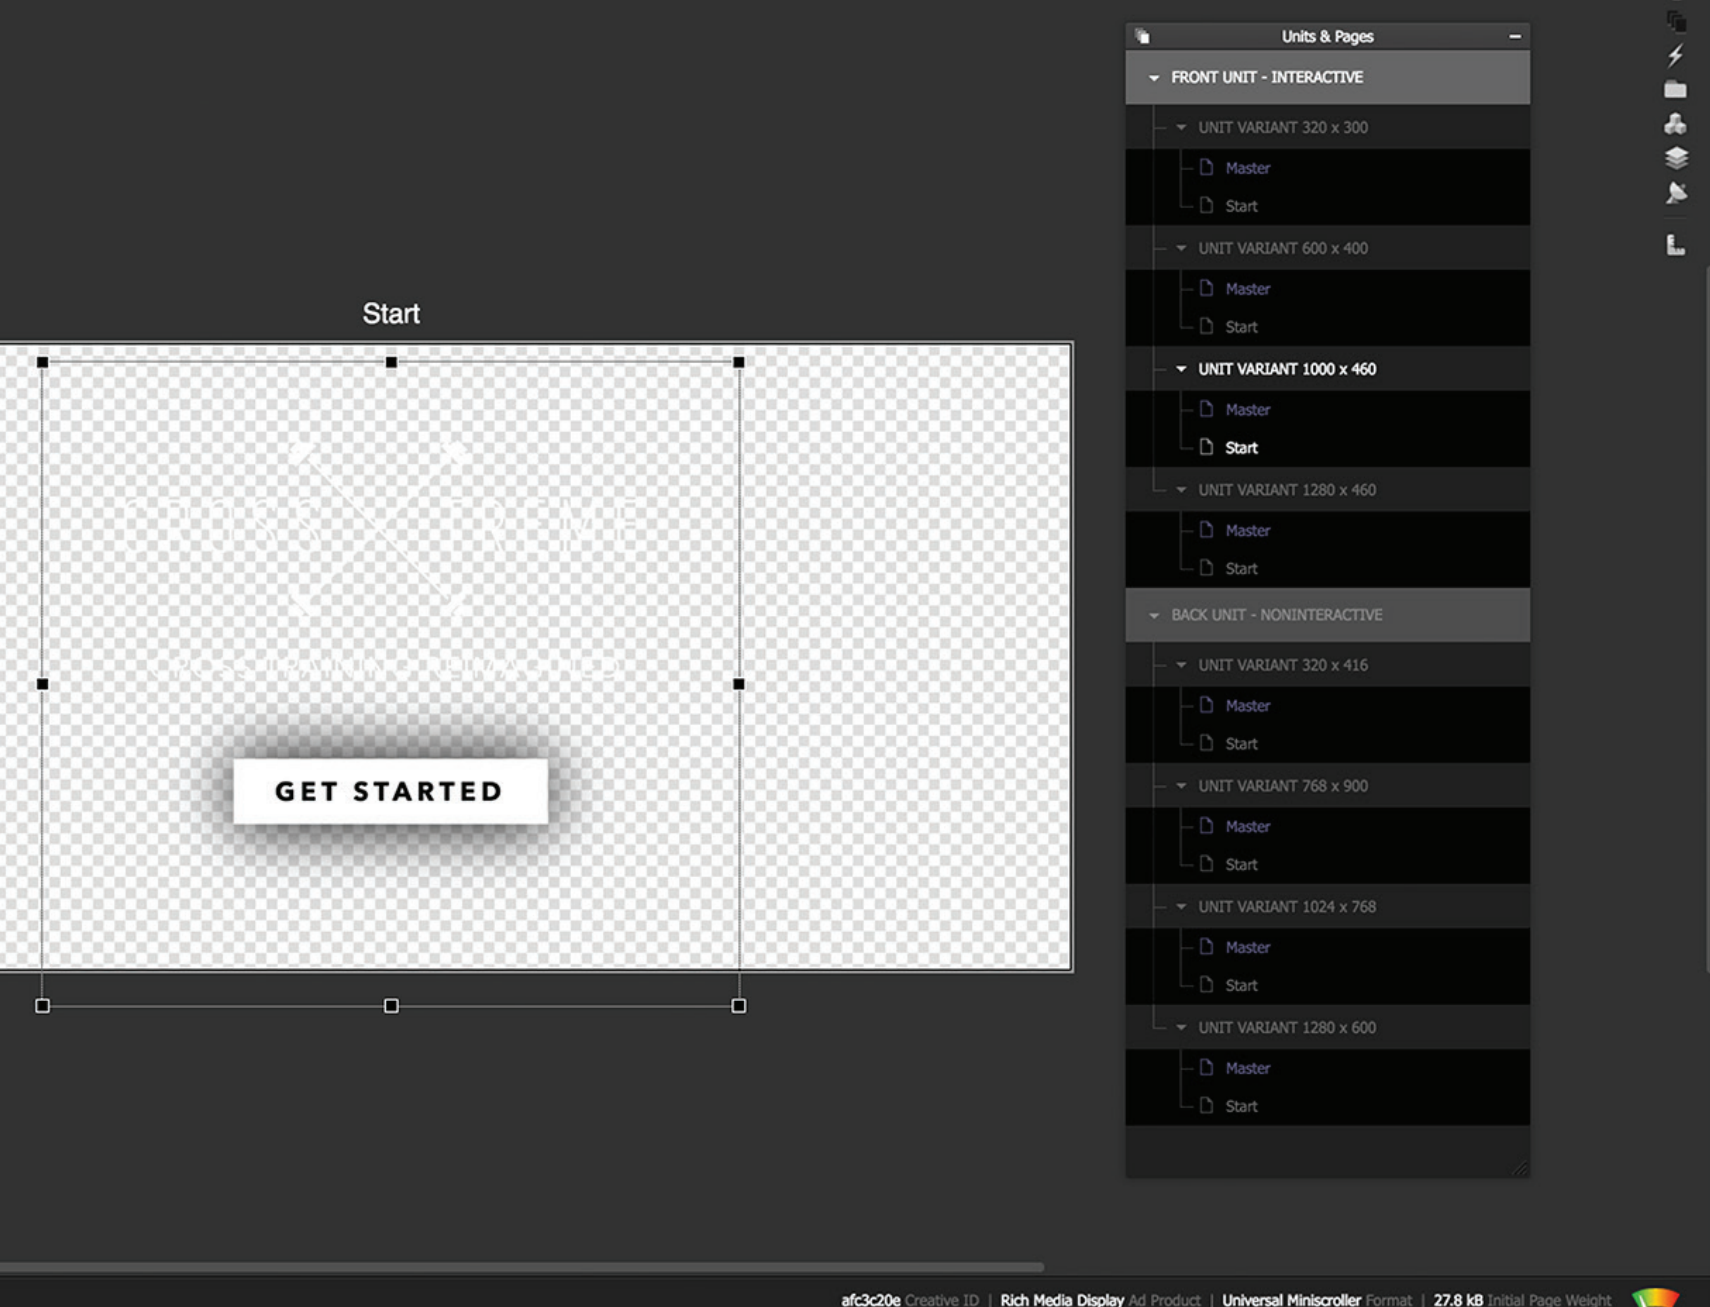 Units & Pages
FRONT UNIT - INTERACTIVE
UNIT VARIANT 320 x 300
Master
Start
UNIT VARIANT 600 x 400
Master
Start
UNIT VARIANT 1000 x 460
Master
Start
UNIT VARIANT 1280 x 460
Master
Start
BACK UNIT - NONINTERACTIVE
UNIT VARIANT 320 x 416
Master
Start
UNIT VARIANT 768 x 900
Master
Start
UNIT VARIANT 1024 x 768
Master
Start
UNIT VARIANT 1280 x 600
Master
Start
Start
GET STARTED
afc3c20e Creative ID | Rich Media Display Ad Product | Universal Miniscroller Format | 27.8 kB Initial Page Weight